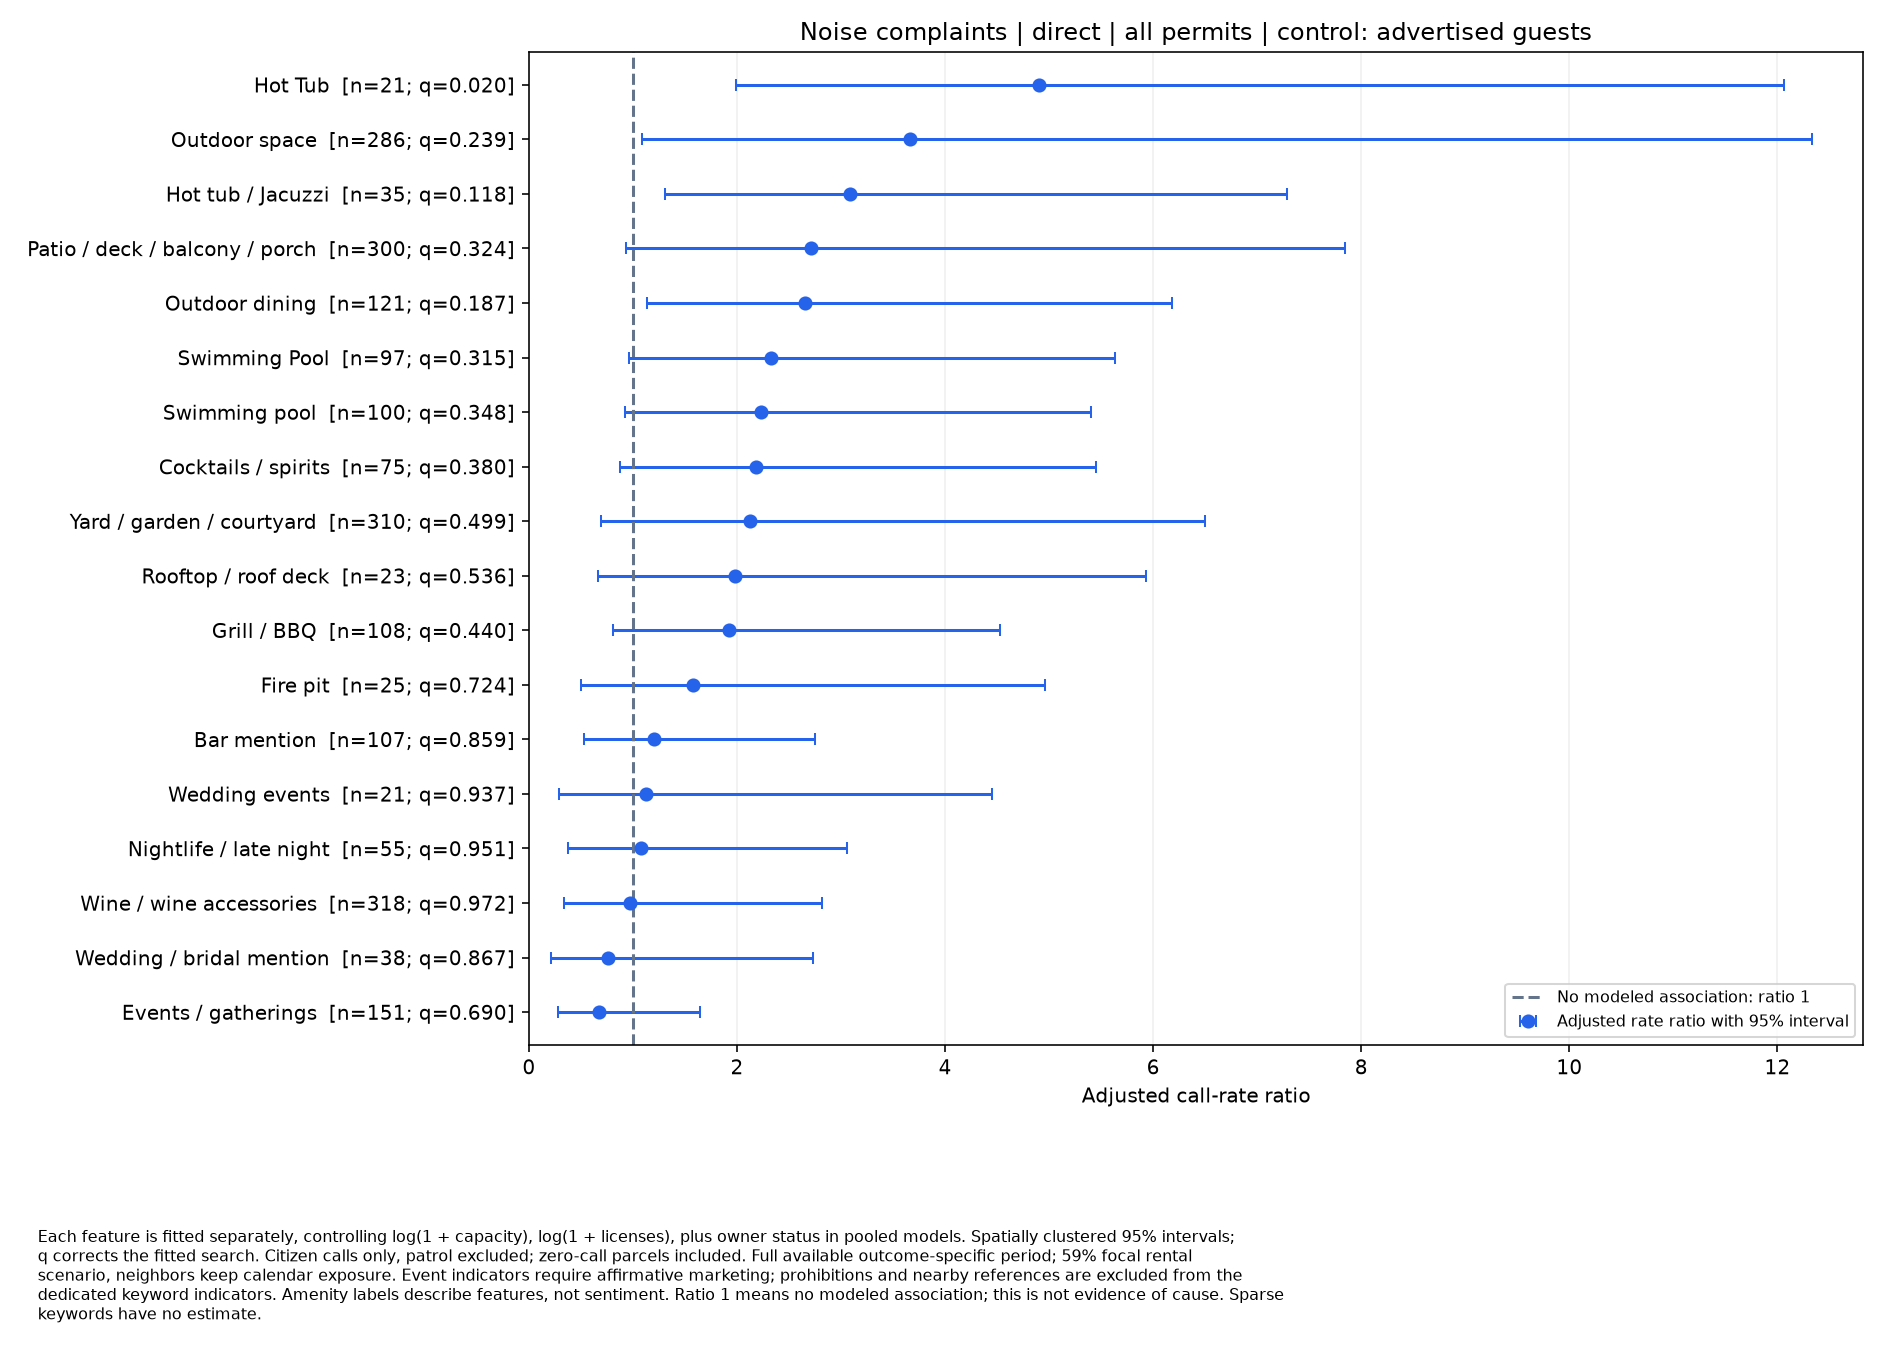 Noise complaints | direct | all permits | control: advertised guests
Hot Tub [n=21; q=0.020]
Outdoor space [n=286; q=0.239]
Hot tub / Jacuzzi [n=35; q=0.118]
Patio / deck / balcony / porch [n=300; q=0.324]
Outdoor dining [n=121; q=0.187]
Swimming Pool [n=97; q=0.315]
Swimming pool [n=100; q=0.348]
Cocktails / spirits [n=75; q=0.380]
Yard / garden / courtyard [n=310; q=0.499]
Rooftop / roof deck [n=23; q=0.536]
Grill / BBQ [n=108; q=0.440]
Fire pit [n=25; q=0.724]
Bar mention [n=107; q=0.859]
Wedding events [n=21; q=0.937]
Nightlife / late night [n=55; q=0.951]
Wine / wine accessories [n=318; q=0.972]
Wedding / bridal mention [n=38; q=0.867]
Events / gatherings [n=151; q=0.690]
No modeled association: ratio 1
Adjusted rate ratio with 95% interval
0 2 4 6 8 10 12
Adjusted call-rate ratio
Each feature is fitted separately, controlling log(1 + capacity), log(1 + licenses), plus owner status in pooled models. Spatially clustered 95% intervals;
q corrects the fitted search. Citizen calls only, patrol excluded; zero-call parcels included. Full available outcome-specific period; 59% focal rental
scenario, neighbors keep calendar exposure. Event indicators require affirmative marketing; prohibitions and nearby references are excluded from the
dedicated keyword indicators. Amenity labels describe features, not sentiment. Ratio 1 means no modeled association; this is not evidence of cause. Sparse
keywords have no estimate.